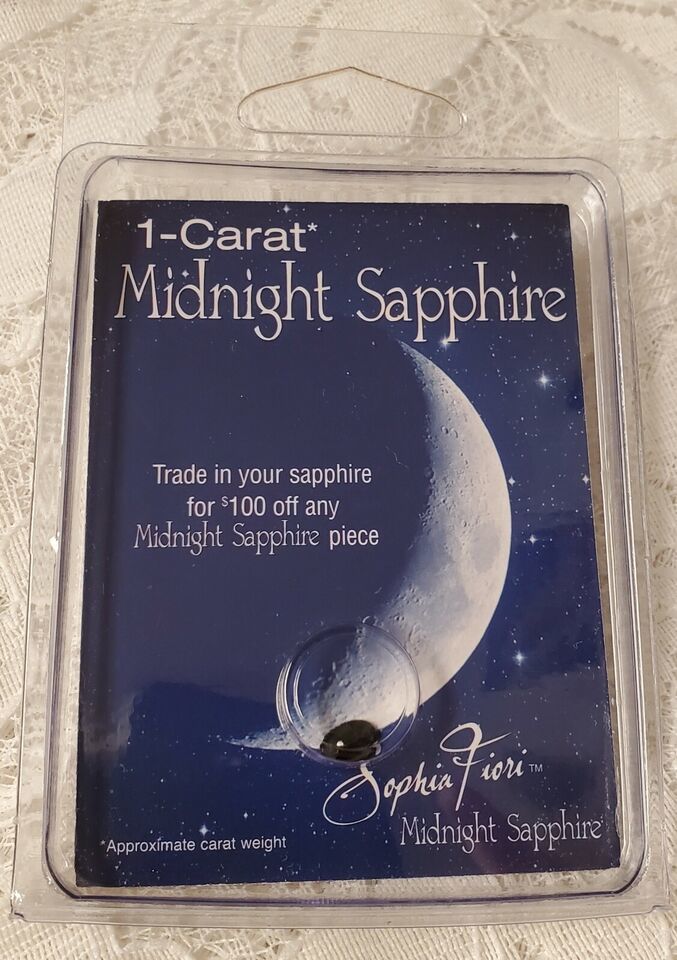 1-Carat*
Midnight Sapphire
Trade in your sapphire
for $100 off any
Midnight Sapphire piece
Sophia Fiori™
Midnight Sapphire
*Approximate carat weight